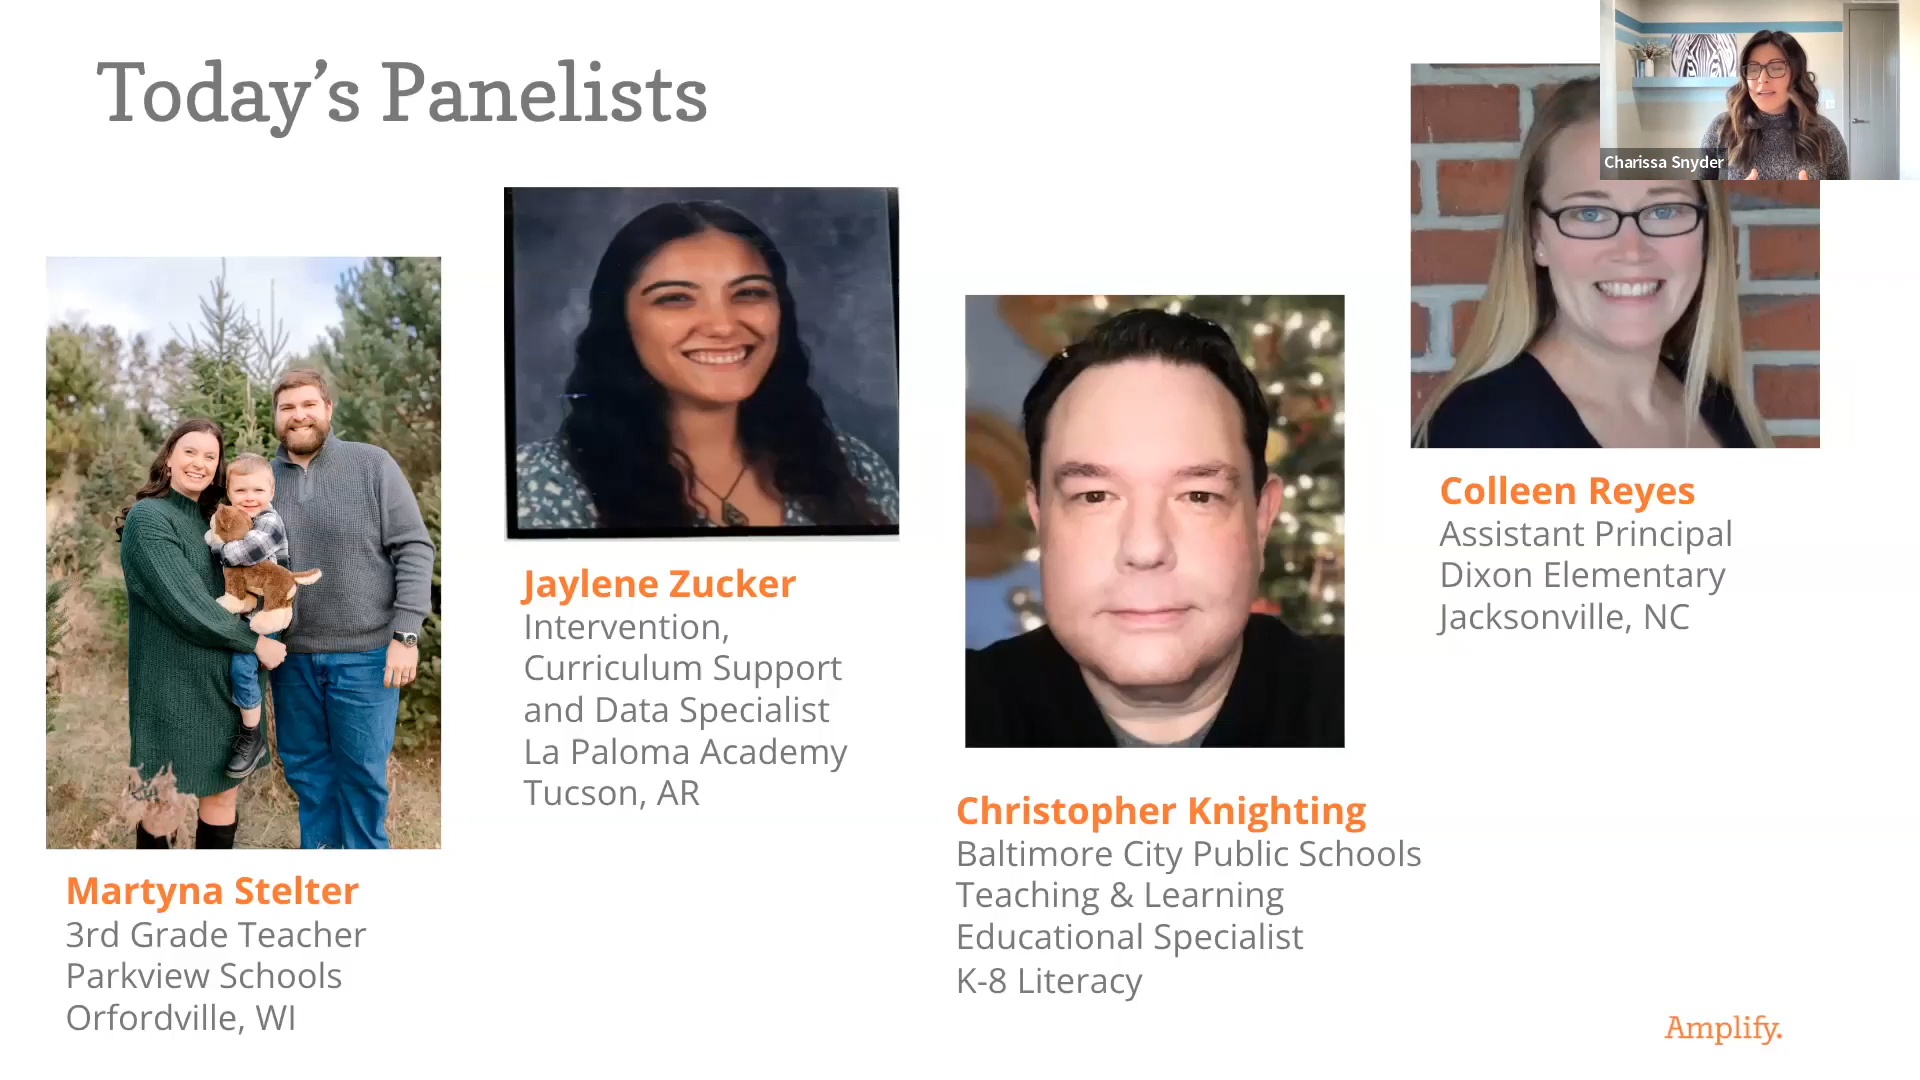 Today’s Panelists
Charissa Snyder
Martyna Stelter
3rd Grade Teacher
Parkview Schools
Orfordville, WI
Jaylene Zucker
Intervention,
Curriculum Support
and Data Specialist
La Paloma Academy
Tucson, AR
Christopher Knighting
Baltimore City Public Schools
Teaching & Learning
Educational Specialist
K-8 Literacy
Colleen Reyes
Assistant Principal
Dixon Elementary
Jacksonville, NC
Amplify.